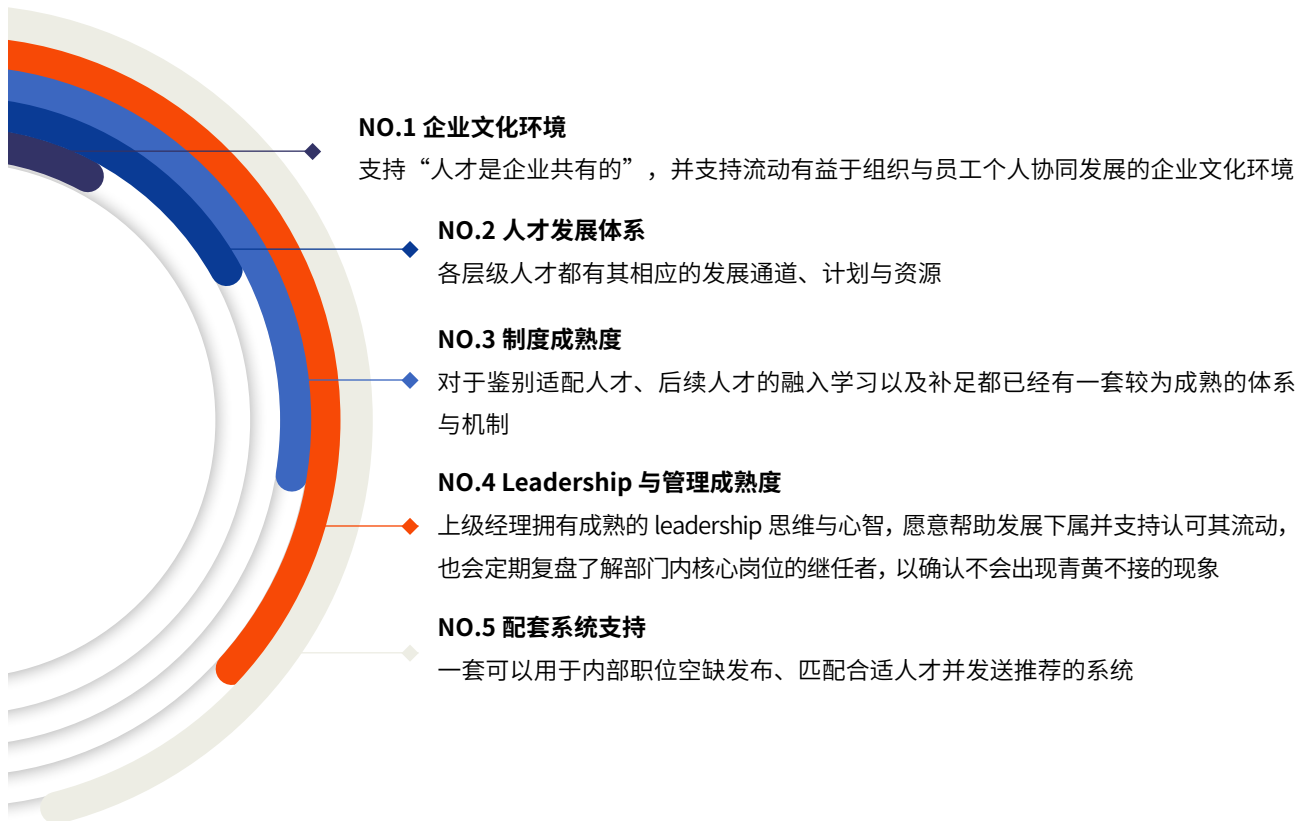 NO.1 企业文化环境
支持“人才是企业共有的”，并支持流动有益于组织与员工个人协同发展的企业文化环境
NO.2 人才发展体系
各层级人才都有其相应的发展通道、计划与资源
NO.3 制度成熟度
对于鉴别适配人才、后续人才的融入学习以及补足都已经有一套较为成熟的体系
与机制
NO.4 Leadership 与管理成熟度
上级经理拥有成熟的 leadership 思维与心智，愿意帮助发展下属并支持认可其流动，
也会定期复盘了解部门内核心岗位的继任者，以确认不会出现青黄不接的现象
NO.5 配套系统支持
一套可以用于内部职位空缺发布、匹配合适人才并发送推荐的系统